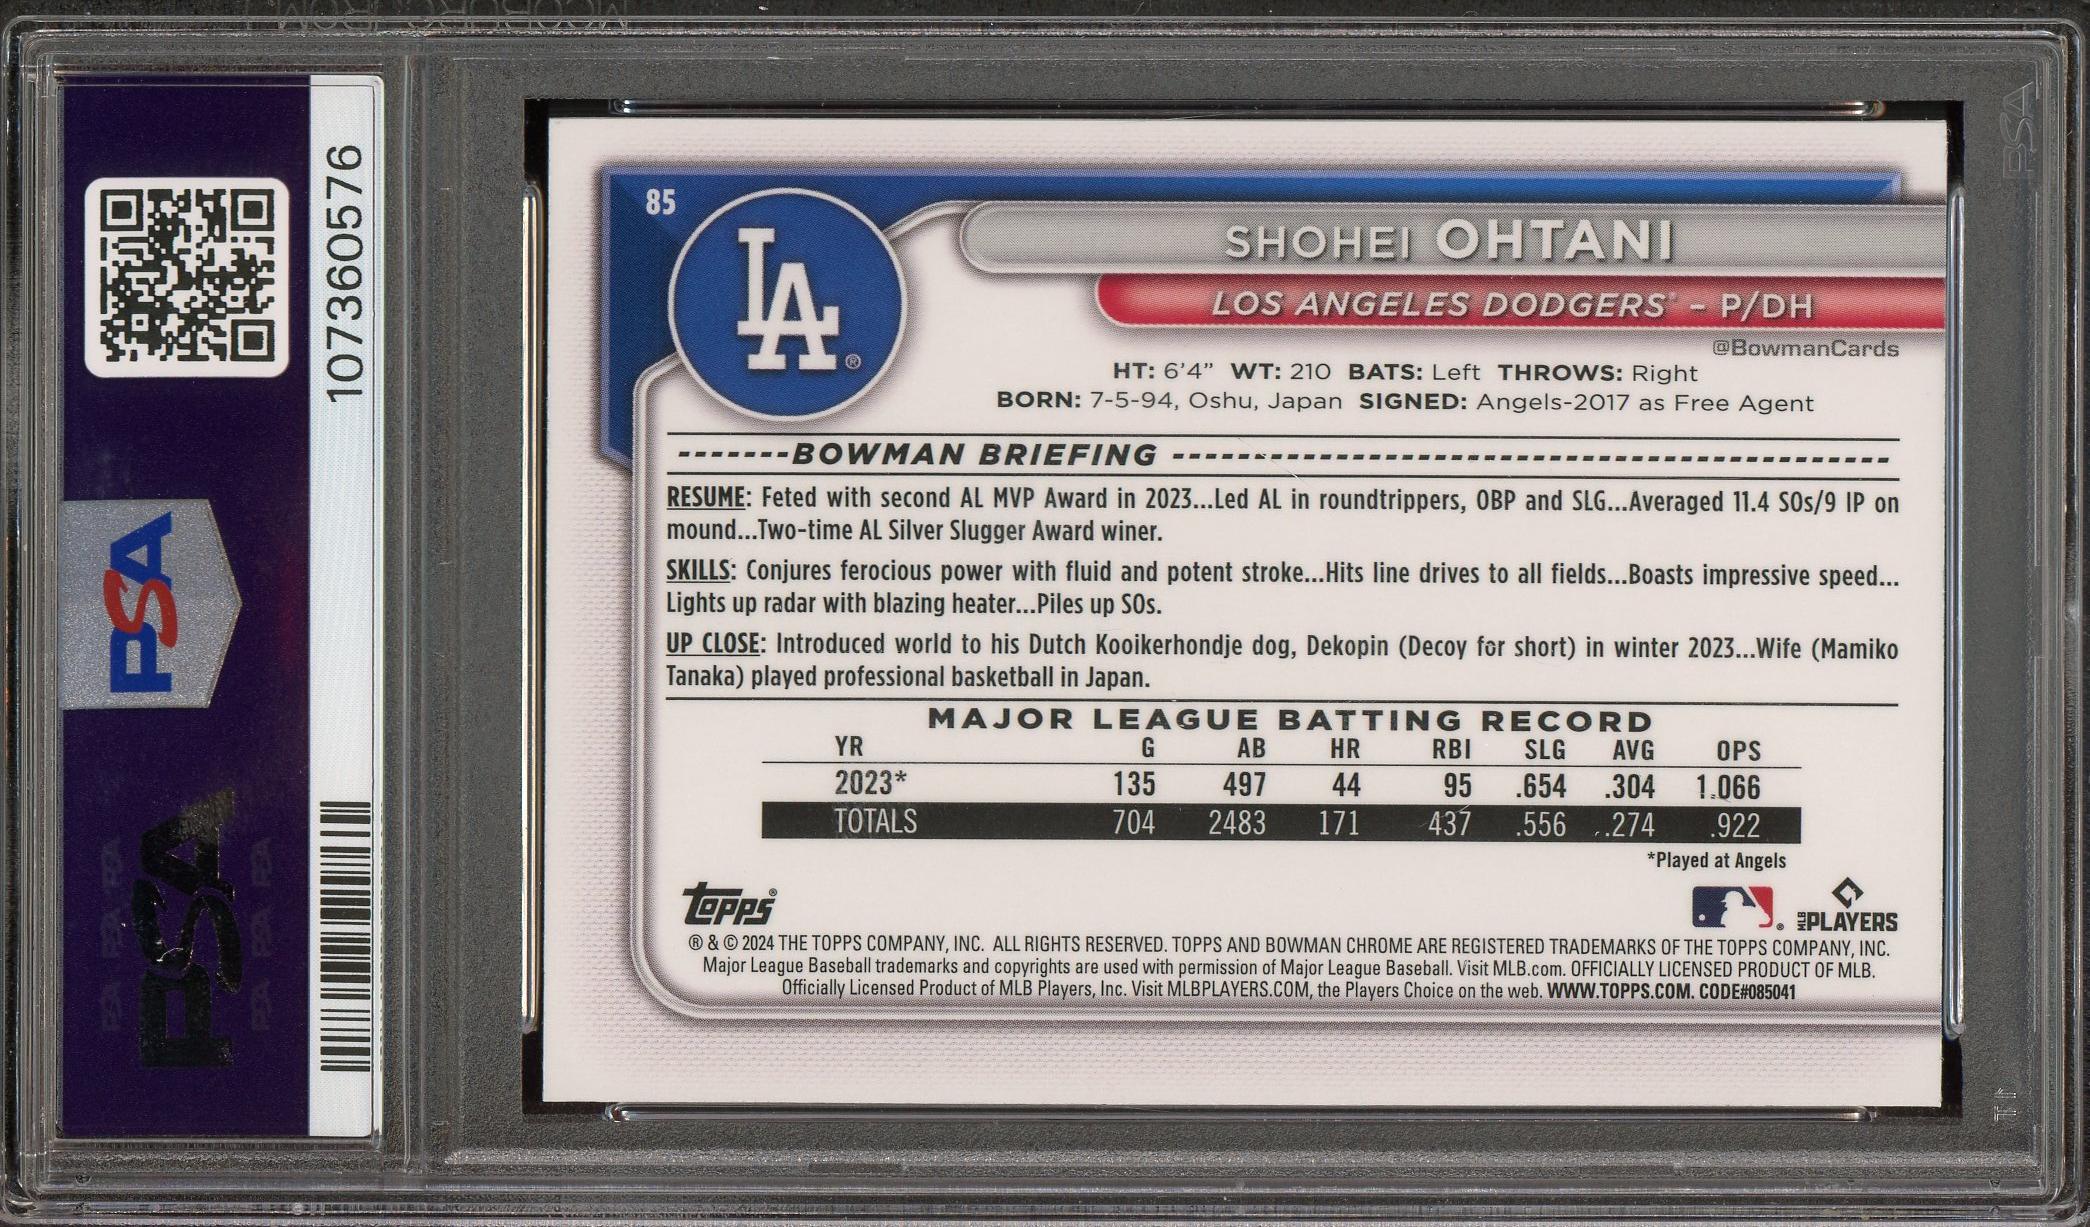 107360576
PSA
PSA
PSA
85
LA®
SHOHEI OHTANI
LOS ANGELES DODGERS® – P/DH
@BowmanCards
HT: 6'4" WT: 210 BATS: Left THROWS: Right
BORN: 7-5-94, Oshu, Japan SIGNED: Angels-2017 as Free Agent
BOWMAN BRIEFING
RESUME: Feted with second AL MVP Award in 2023...Led AL in roundtrippers, OBP and SLG...Averaged 11.4 SOs/9 IP on
mound...Two-time AL Silver Slugger Award winer.
SKILLS: Conjures ferocious power with fluid and potent stroke...Hits line drives to all fields...Boasts impressive speed...
Lights up radar with blazing heater...Piles up SOs.
UP CLOSE: Introduced world to his Dutch Kooikerhondje dog, Dekopin (Decoy for short) in winter 2023...Wife (Mamiko
Tanaka) played professional basketball in Japan.
MAJOR LEAGUE BATTING RECORD
YR G AB HR RBI SLG AVG OPS
2023* 135 497 44 95 .654 .304 1.066
TOTALS 704 2483 171 437 .556 .274 .922
*Played at Angels
Topps®
MLB PLAYERS
® & © 2024 THE TOPPS COMPANY, INC. ALL RIGHTS RESERVED. TOPPS AND BOWMAN CHROME ARE REGISTERED TRADEMARKS OF THE TOPPS COMPANY, INC.
Major League Baseball trademarks and copyrights are used with permission of Major League Baseball. Visit MLB.com. OFFICIALLY LICENSED PRODUCT OF MLB.
Officially Licensed Product of MLB Players, Inc. Visit MLBPLAYERS.COM, the Players Choice on the web. WWW.TOPPS.COM. CODE#085041